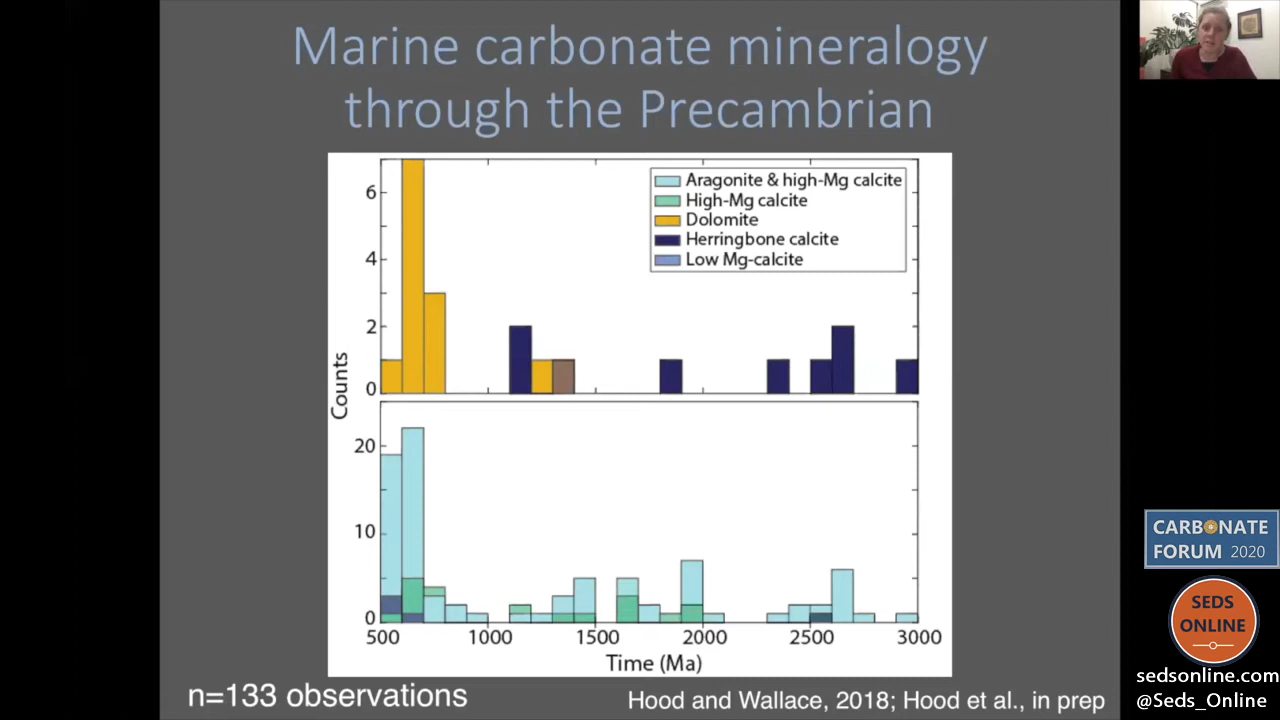 Marine carbonate mineralogy
through the Precambrian
Aragonite & high-Mg calcite
High-Mg calcite
Dolomite
Herringbone calcite
Low Mg-calcite
6
4
2
0
Counts
20
10
0
500 1000 1500 2000 2500 3000
Time (Ma)
n=133 observations
Hood and Wallace, 2018; Hood et al., in prep
CARBONATE
FORUM 2020
SEDS
ONLINE
sedsonline.com
@Seds_Online